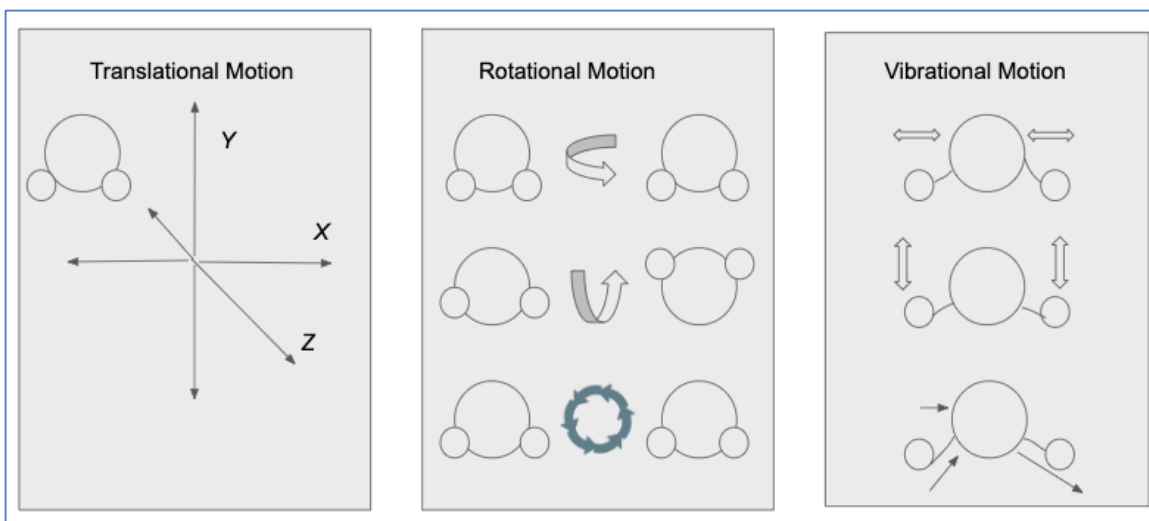 Translational Motion
Y
X
Z
Rotational Motion
Vibrational Motion